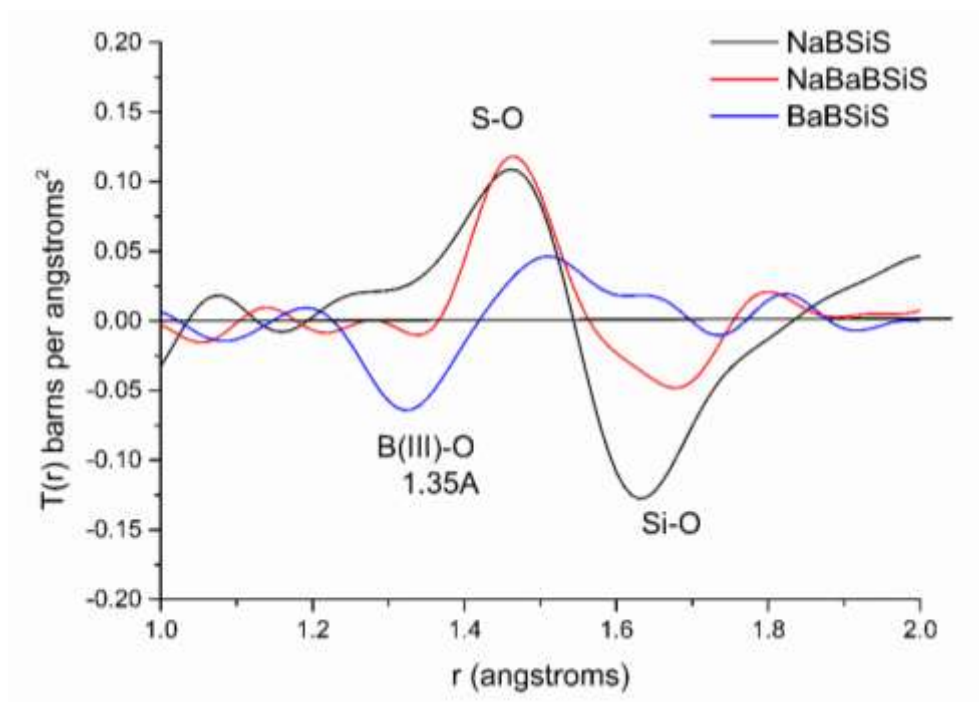 NaBSiS
NaBaBSiS
BaBSiS
S-O
B(III)-O
1.35A
Si-O
T(r) barns per angstroms²
0.20
0.15
0.10
0.05
0.00
-0.05
-0.10
-0.15
-0.20
1.0 1.2 1.4 1.6 1.8 2.0
r (angstroms)